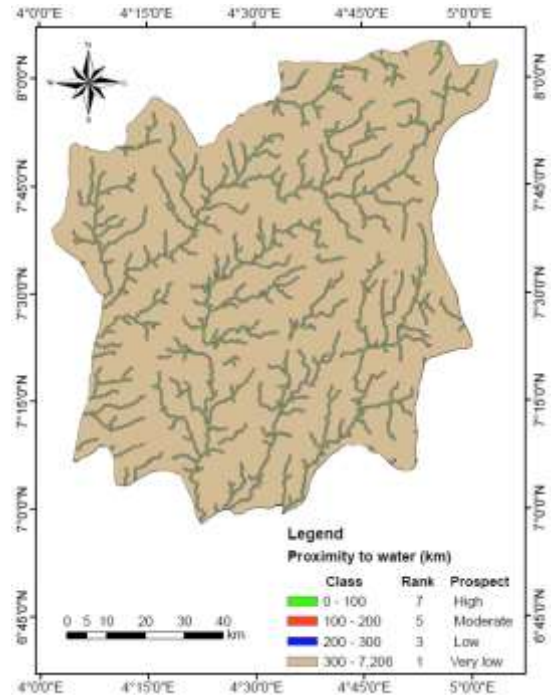 4°0'0"E 4°15'0"E 4°30'0"E 4°45'0"E 5°0'0"E
8°0'0"N 8°0'0"N
7°45'0"N 7°45'0"N
7°30'0"N 7°30'0"N
7°15'0"N 7°15'0"N
7°0'0"N 7°0'0"N
6°45'0"N 6°45'0"N
N
Legend
Proximity to water (km)
Class Rank Prospect
0 - 100 7 High
100 - 200 5 Moderate
200 - 300 3 Low
300 - 7,206 1 Very low
0 5 10 20 30 40
km
4°0'0"E 4°15'0"E 4°30'0"E 4°45'0"E 5°0'0"E